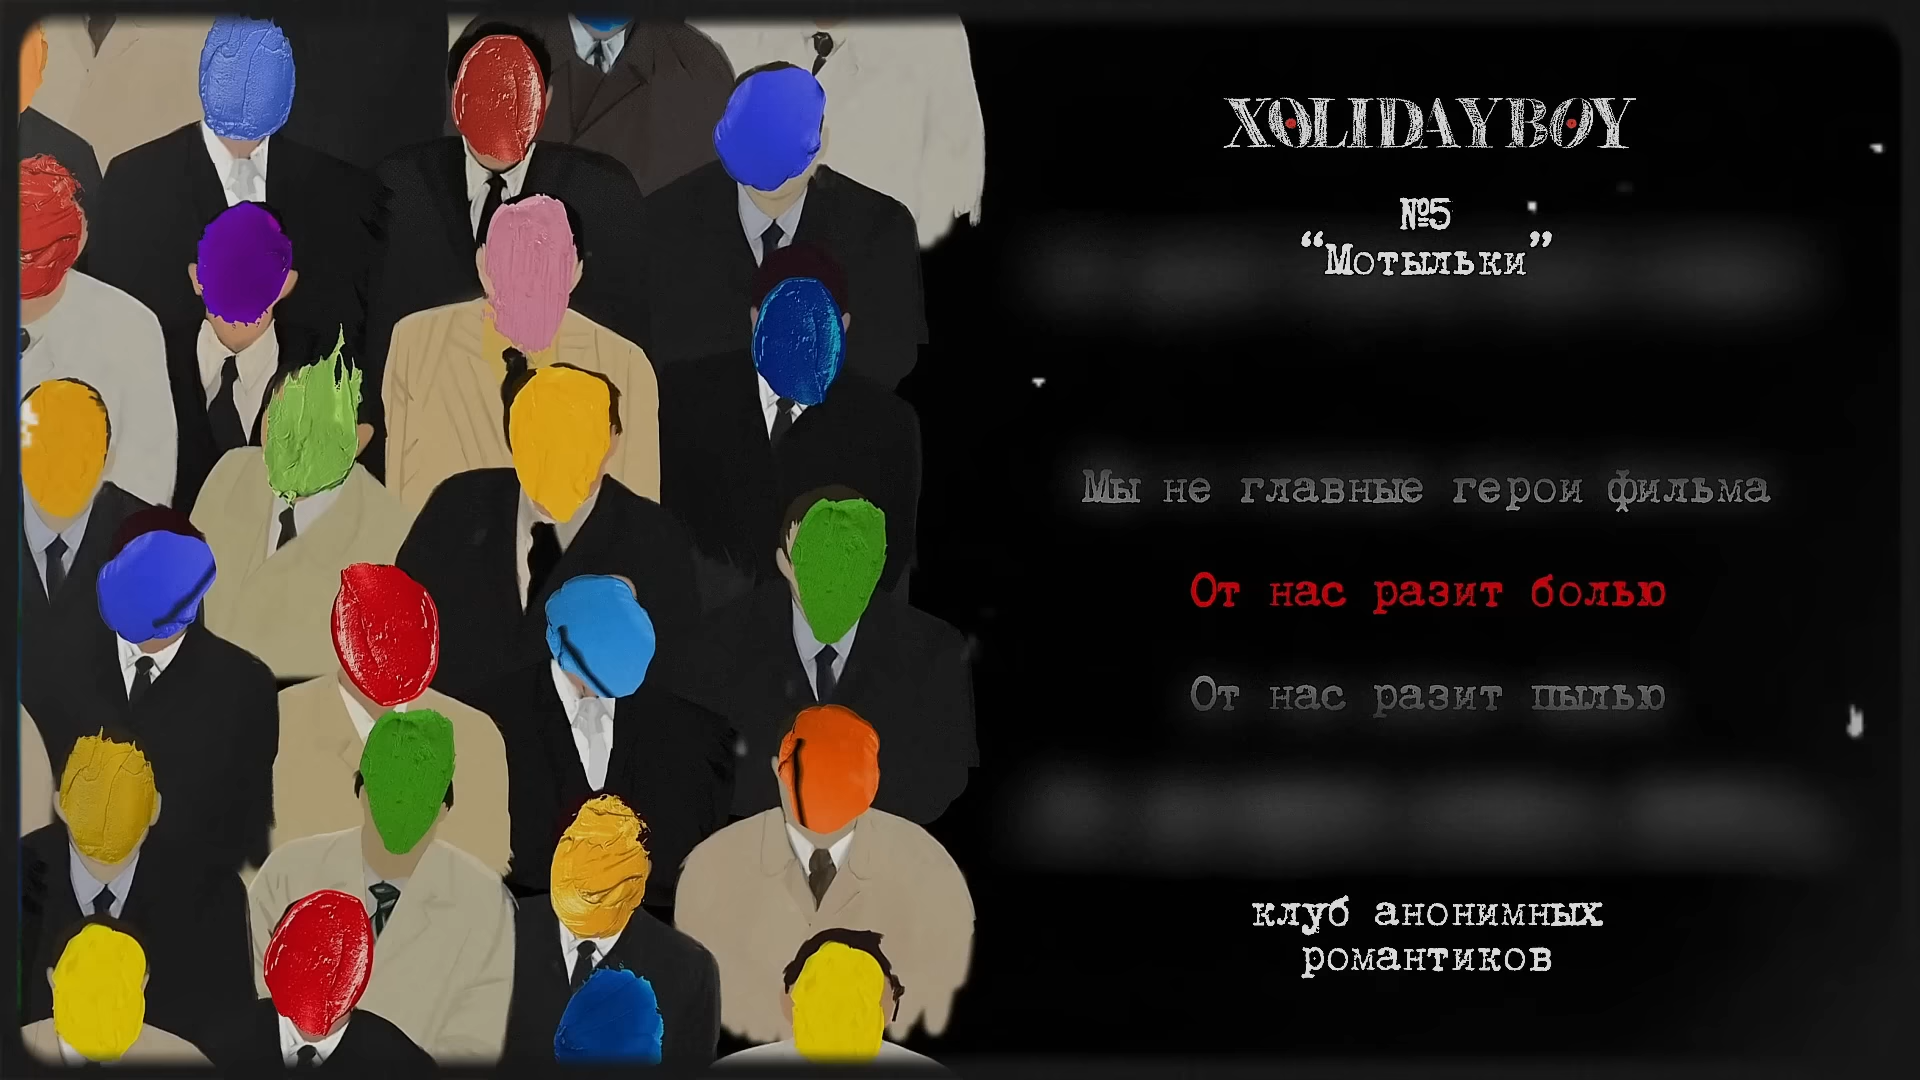 XOLIDAYBOY
№5
“Мотыльки”
Мы не главные герои фильма
От нас разит болью
От нас разит пылью
клуб анонимных
романтиков